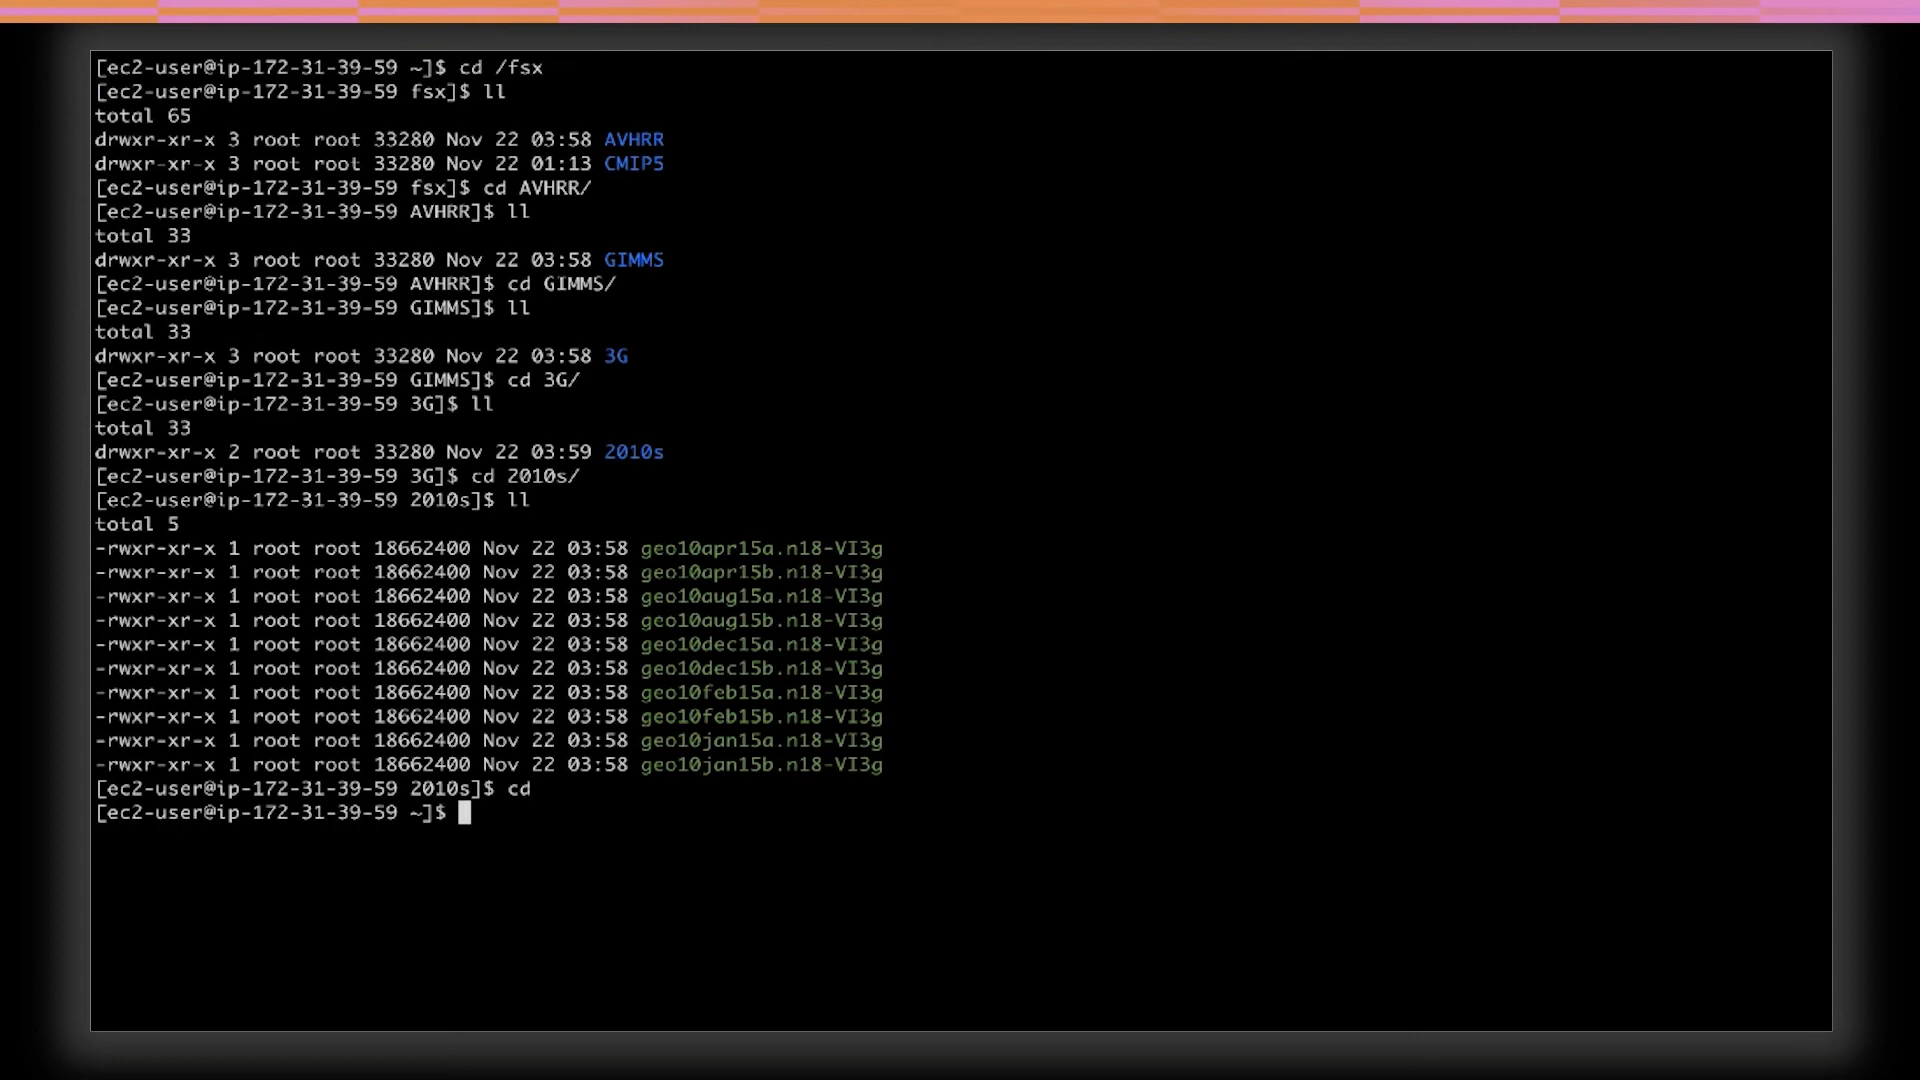 [ec2-user@ip-172-31-39-59 ~]$ cd /fsx
[ec2-user@ip-172-31-39-59 fsx]$ ll
total 65
drwxr-xr-x 3 root root 33280 Nov 22 03:58 AVHRR
drwxr-xr-x 3 root root 33280 Nov 22 01:13 CMIP5
[ec2-user@ip-172-31-39-59 fsx]$ cd AVHRR/
[ec2-user@ip-172-31-39-59 AVHRR]$ ll
total 33
drwxr-xr-x 3 root root 33280 Nov 22 03:58 GIMMS
[ec2-user@ip-172-31-39-59 AVHRR]$ cd GIMMS/
[ec2-user@ip-172-31-39-59 GIMMS]$ ll
total 33
drwxr-xr-x 3 root root 33280 Nov 22 03:58 3G
[ec2-user@ip-172-31-39-59 GIMMS]$ cd 3G/
[ec2-user@ip-172-31-39-59 3G]$ ll
total 33
drwxr-xr-x 2 root root 33280 Nov 22 03:59 2010s
[ec2-user@ip-172-31-39-59 3G]$ cd 2010s/
[ec2-user@ip-172-31-39-59 2010s]$ ll
total 5
-rwxr-xr-x 1 root root 18662400 Nov 22 03:58 geo10apr15a.n18-VI3g
-rwxr-xr-x 1 root root 18662400 Nov 22 03:58 geo10apr15b.n18-VI3g
-rwxr-xr-x 1 root root 18662400 Nov 22 03:58 geo10aug15a.n18-VI3g
-rwxr-xr-x 1 root root 18662400 Nov 22 03:58 geo10aug15b.n18-VI3g
-rwxr-xr-x 1 root root 18662400 Nov 22 03:58 geo10dec15a.n18-VI3g
-rwxr-xr-x 1 root root 18662400 Nov 22 03:58 geo10dec15b.n18-VI3g
-rwxr-xr-x 1 root root 18662400 Nov 22 03:58 geo10feb15a.n18-VI3g
-rwxr-xr-x 1 root root 18662400 Nov 22 03:58 geo10feb15b.n18-VI3g
-rwxr-xr-x 1 root root 18662400 Nov 22 03:58 geo10jan15a.n18-VI3g
-rwxr-xr-x 1 root root 18662400 Nov 22 03:58 geo10jan15b.n18-VI3g
[ec2-user@ip-172-31-39-59 2010s]$ cd
[ec2-user@ip-172-31-39-59 ~]$